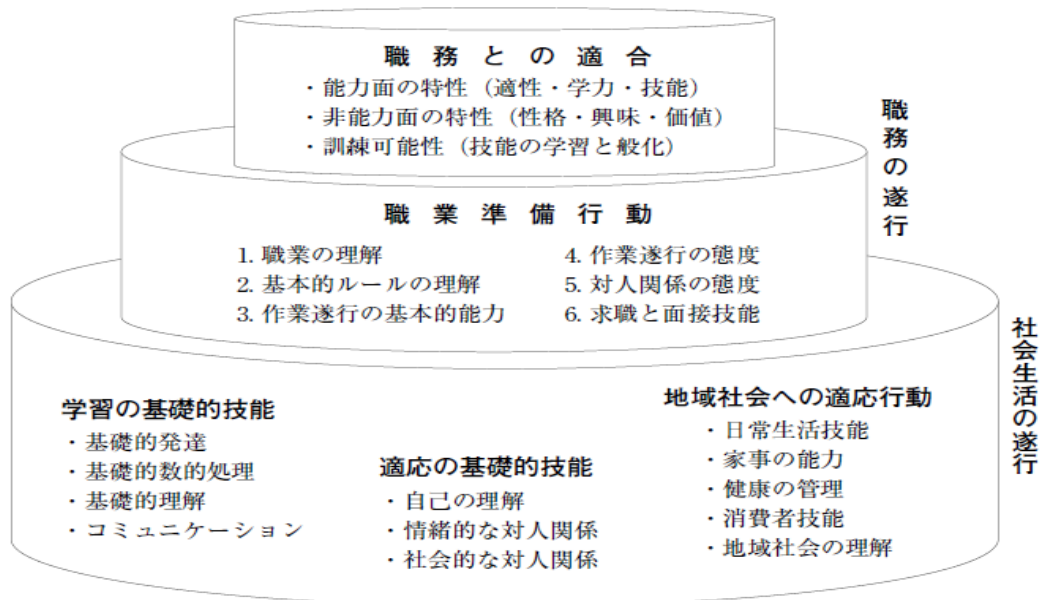 職務との適合
・能力面の特性（適性・学力・技能）
・非能力面の特性（性格・興味・価値）
・訓練可能性（技能の学習と般化）
職務の遂行
職業準備行動
1. 職業の理解
2. 基本的ルールの理解
3. 作業遂行の基本的能力
4. 作業遂行の態度
5. 対人関係の態度
6. 求職と面接技能
社会生活の遂行
学習の基礎的技能
・基礎的発達
・基礎的数的処理
・基礎的理解
・コミュニケーション
適応の基礎的技能
・自己の理解
・情緒的な対人関係
・社会的な対人関係
地域社会への適応行動
・日常生活技能
・家事の能力
・健康の管理
・消費者技能
・地域社会の理解